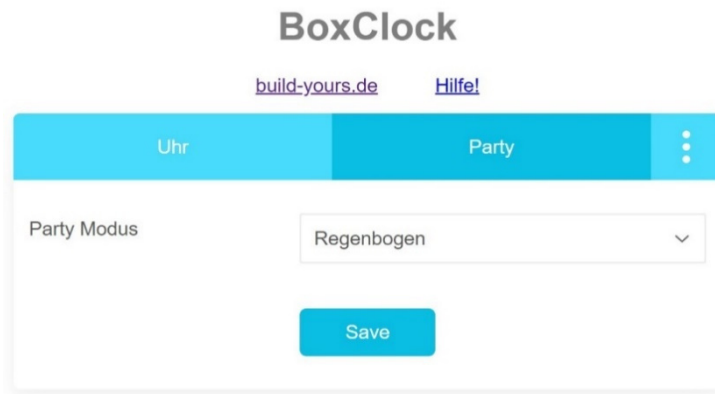 BoxClock
build-yours.de Hilfe!
Uhr Party
Party Modus Regenbogen
Save